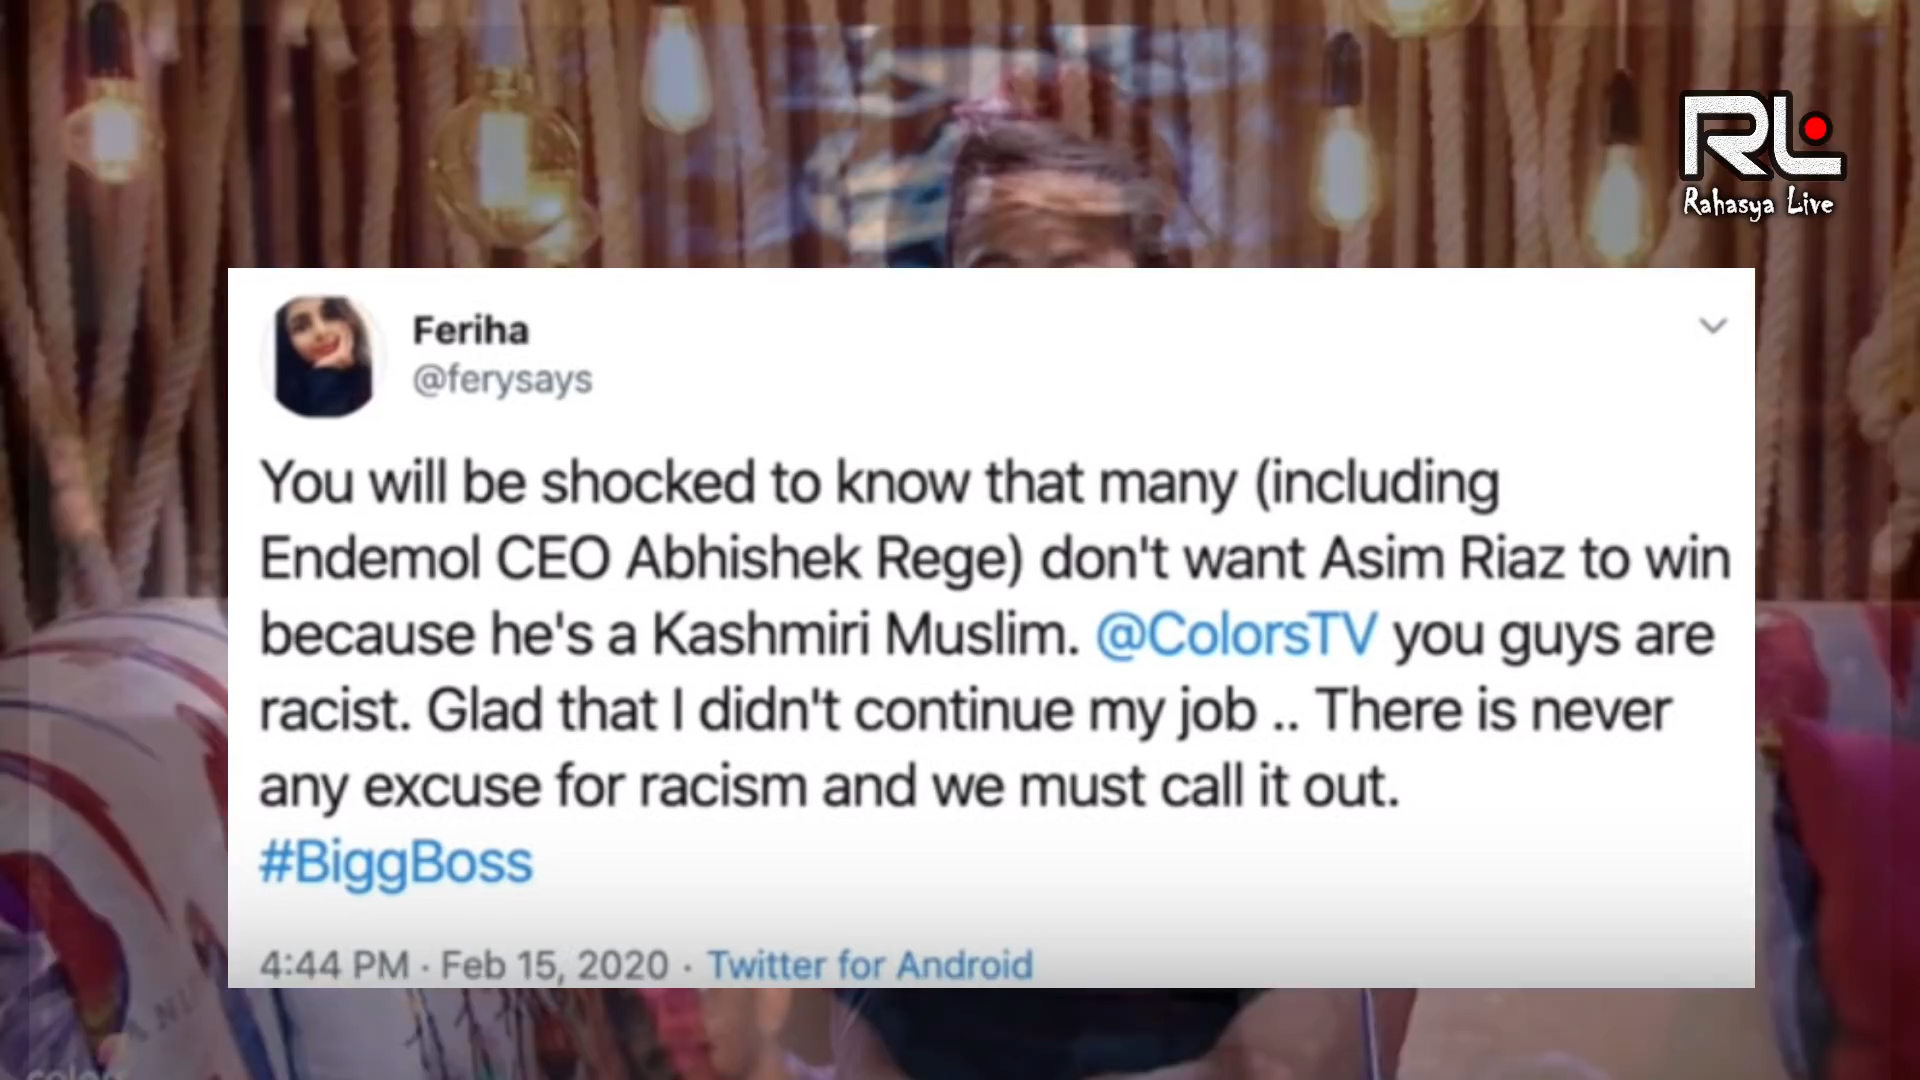 RL
Rahasya Live
Feriha
@ferysays
You will be shocked to know that many (including
Endemol CEO Abhishek Rege) don't want Asim Riaz to win
because he's a Kashmiri Muslim. @ColorsTV you guys are
racist. Glad that I didn't continue my job .. There is never
any excuse for racism and we must call it out.
#BiggBoss
4:44 PM · Feb 15, 2020 · Twitter for Android
colors